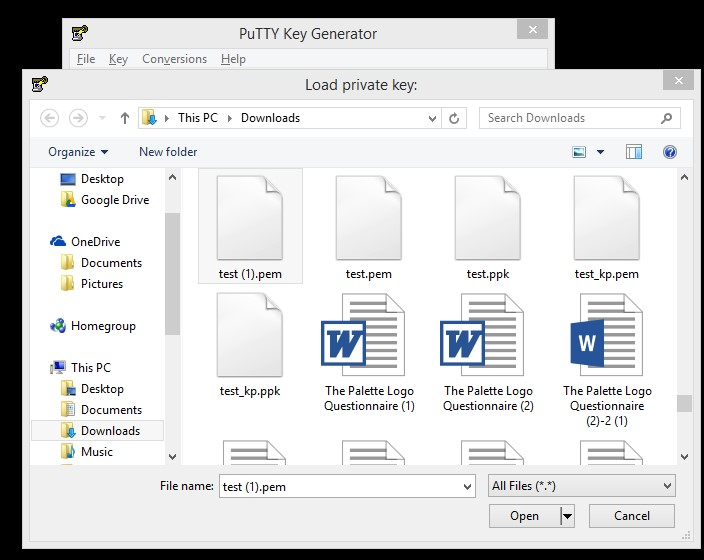 PuTTY Key Generator
File Key Conversions Help
Load private key:
This PC Downloads
Search Downloads
Organize New folder
Desktop
Google Drive
OneDrive
Documents
Pictures
Homegroup
This PC
Desktop
Documents
Downloads
Music
test (1).pem
test.pem
test.ppk
test_kp.pem
test_kp.ppk
The Palette Logo
Questionnaire (1)
The Palette Logo
Questionnaire (2)
The Palette Logo
Questionnaire
(2)-2 (1)
File name: test (1).pem
All Files (*.*)
Open
Cancel